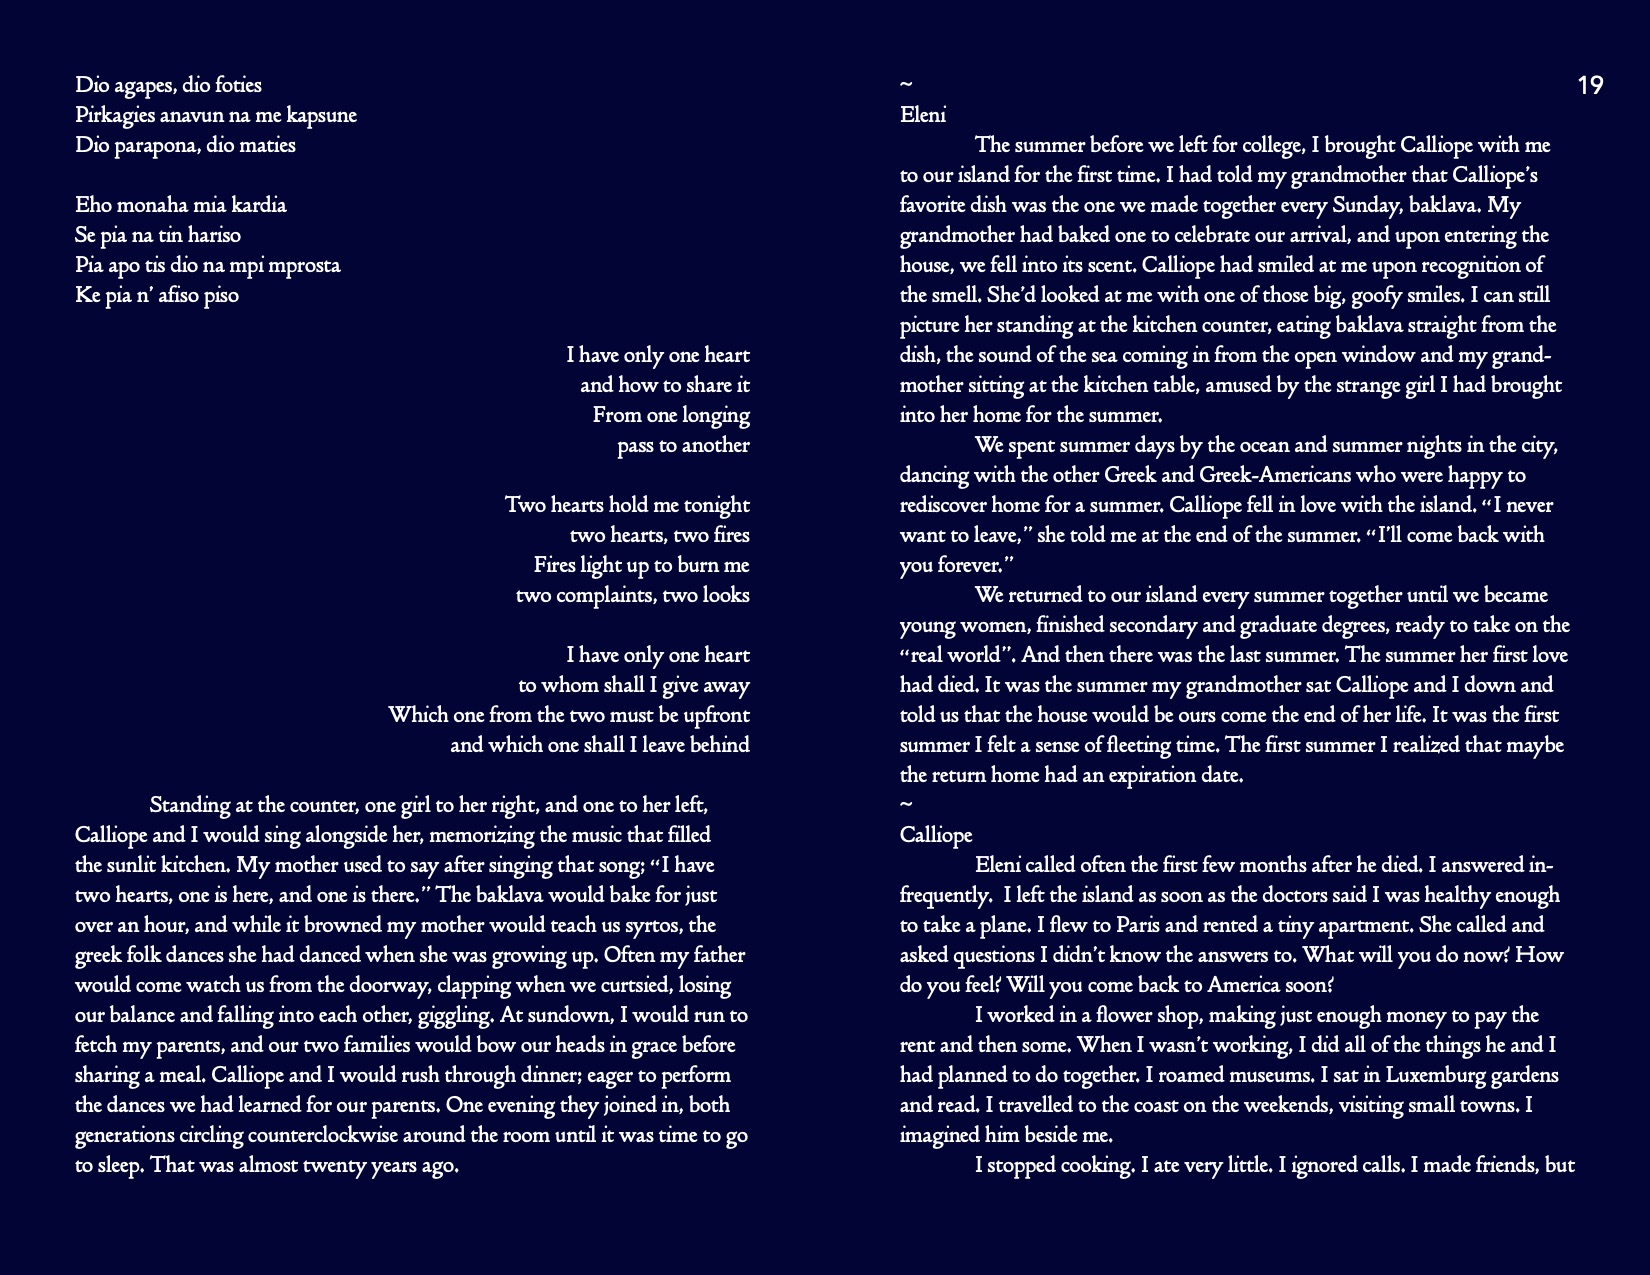 Dio agapes, dio foties
Pirkagies anavun na me kapsune
Dio parapona, dio maties

Eho monaha mia kardia
Se pia na tin hariso
Pia apo tis dio na mpi mprosta
Ke pia n’ afiso piso

I have only one heart
and how to share it
From one longing
pass to another

Two hearts hold me tonight
two hearts, two fires
Fires light up to burn me
two complaints, two looks

I have only one heart
to whom shall I give away
Which one from the two must be upfront
and which one shall I leave behind

Standing at the counter, one girl to her right, and one to her left,
Calliope and I would sing alongside her, memorizing the music that filled
the sunlit kitchen. My mother used to say after singing that song; “I have
two hearts, one is here, and one is there.” The baklava would bake for just
over an hour, and while it browned my mother would teach us syrtos, the
greek folk dances she had danced when she was growing up. Often my father
would come watch us from the doorway, clapping when we curtsied, losing
our balance and falling into each other, giggling. At sundown, I would run to
fetch my parents, and our two families would bow our heads in grace before
sharing a meal. Calliope and I would rush through dinner; eager to perform
the dances we had learned for our parents. One evening they joined in, both
generations circling counterclockwise around the room until it was time to go
to sleep. That was almost twenty years ago.

19
~
Eleni
The summer before we left for college, I brought Calliope with me
to our island for the first time. I had told my grandmother that Calliope’s
favorite dish was the one we made together every Sunday, baklava. My
grandmother had baked one to celebrate our arrival, and upon entering the
house, we fell into its scent. Calliope had smiled at me upon recognition of
the smell. She’d looked at me with one of those big, goofy smiles. I can still
picture her standing at the kitchen counter, eating baklava straight from the
dish, the sound of the sea coming in from the open window and my grand-
mother sitting at the kitchen table, amused by the strange girl I had brought
into her home for the summer.
We spent summer days by the ocean and summer nights in the city,
dancing with the other Greek and Greek-Americans who were happy to
rediscover home for a summer. Calliope fell in love with the island. “I never
want to leave,” she told me at the end of the summer. “I’ll come back with
you forever.”
We returned to our island every summer together until we became
young women, finished secondary and graduate degrees, ready to take on the
“real world”. And then there was the last summer. The summer her first love
had died. It was the summer my grandmother sat Calliope and I down and
told us that the house would be ours come the end of her life. It was the first
summer I felt a sense of fleeting time. The first summer I realized that maybe
the return home had an expiration date.
~
Calliope
Eleni called often the first few months after he died. I answered in-
frequently.  I left the island as soon as the doctors said I was healthy enough
to take a plane. I flew to Paris and rented a tiny apartment. She called and
asked questions I didn’t know the answers to. What will you do now? How
do you feel? Will you come back to America soon?
I worked in a flower shop, making just enough money to pay the
rent and then some. When I wasn’t working, I did all of the things he and I
had planned to do together. I roamed museums. I sat in Luxemburg gardens
and read. I travelled to the coast on the weekends, visiting small towns. I
imagined him beside me.
I stopped cooking. I ate very little. I ignored calls. I made friends, but